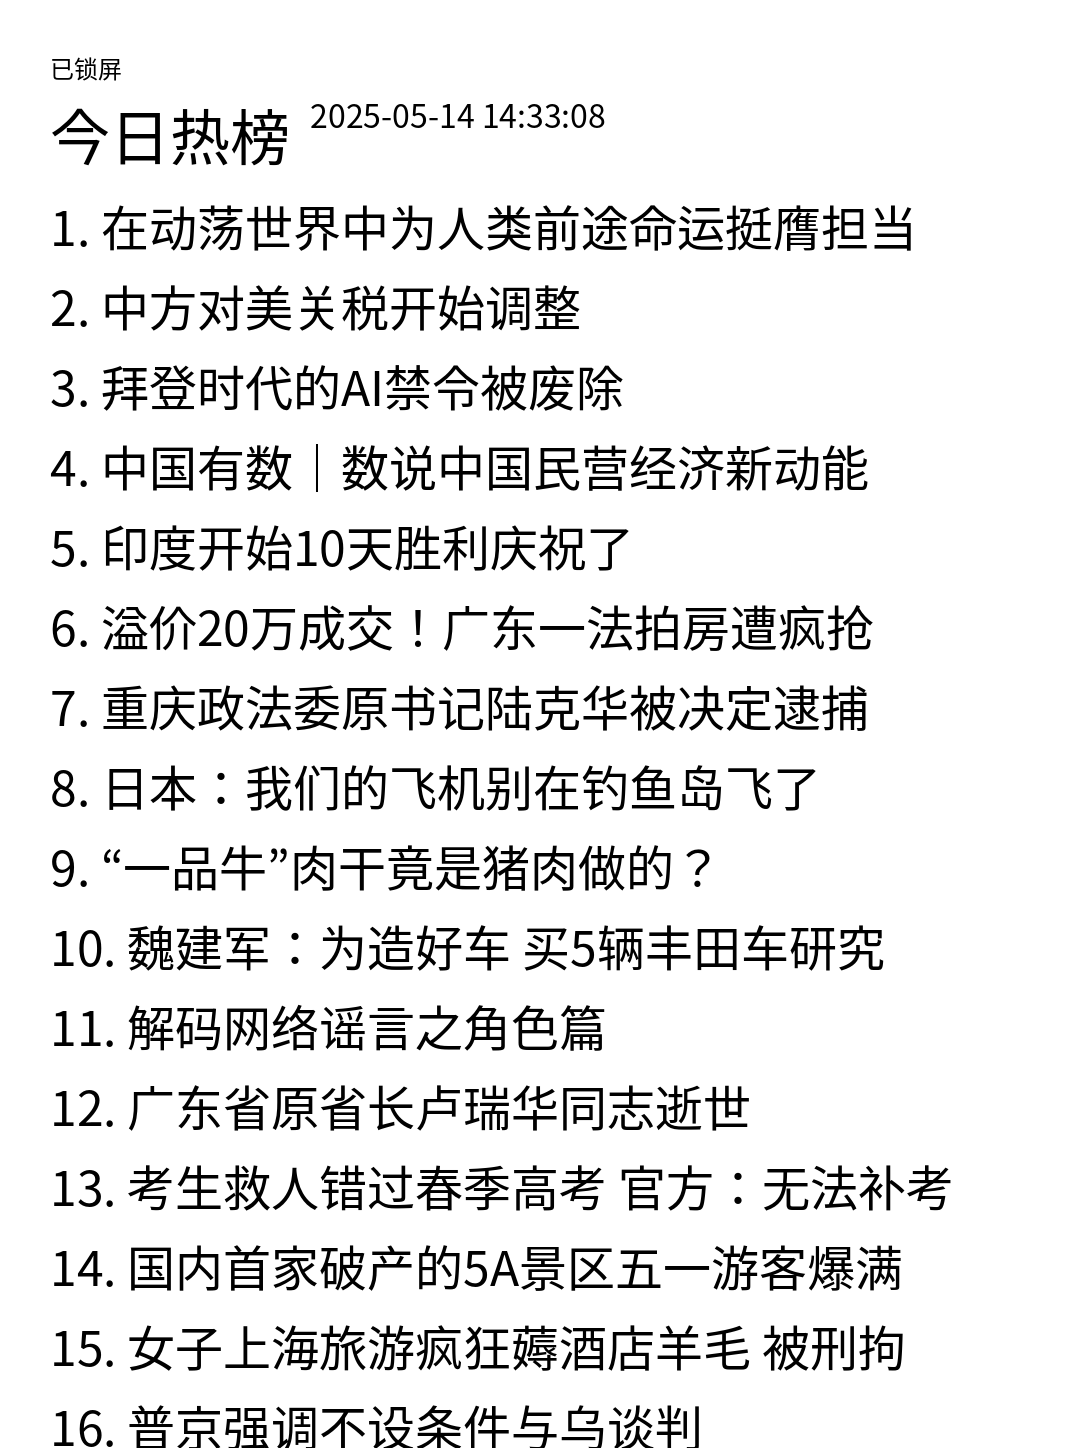 已锁屏
今日热榜 2025-05-14 14:33:08
1. 在动荡世界中为人类前途命运挺膺担当
2. 中方对美关税开始调整
3. 拜登时代的AI禁令被废除
4. 中国有数｜数说中国民营经济新动能
5. 印度开始10天胜利庆祝了
6. 溢价20万成交！广东一法拍房遭疯抢
7. 重庆政法委原书记陆克华被决定逮捕
8. 日本：我们的飞机别在钓鱼岛飞了
9. “一品牛”肉干竟是猪肉做的？
10. 魏建军：为造好车 买5辆丰田车研究
11. 解码网络谣言之角色篇
12. 广东省原省长卢瑞华同志逝世
13. 考生救人错过春季高考 官方：无法补考
14. 国内首家破产的5A景区五一游客爆满
15. 女子上海旅游疯狂薅酒店羊毛 被刑拘
16. 普京强调不设条件与乌谈判